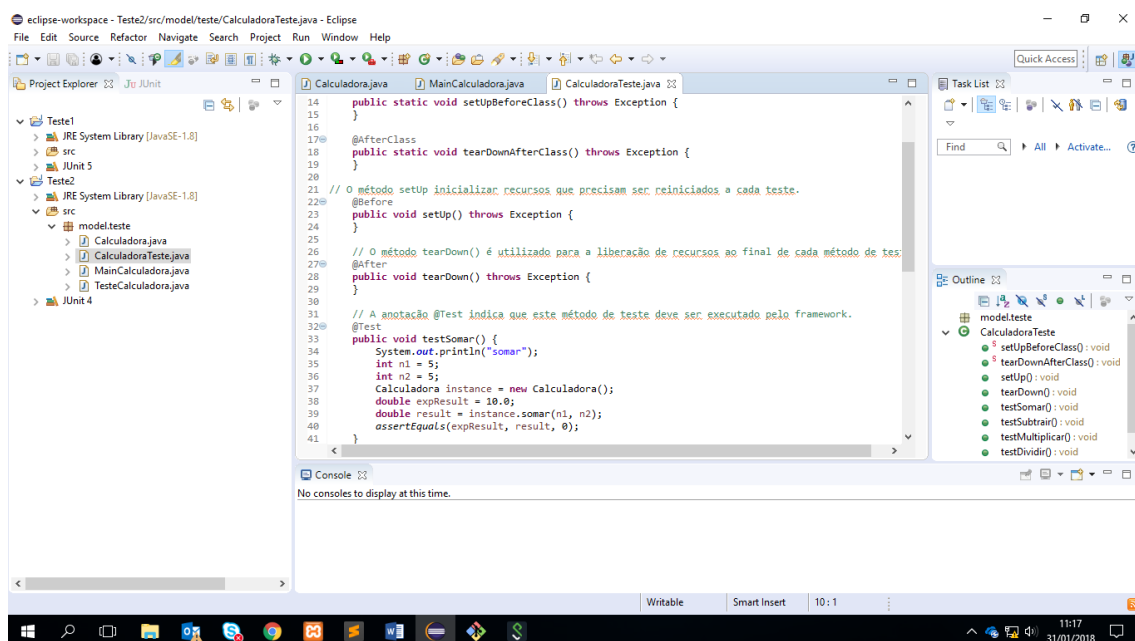 eclipse-workspace - Teste2/src/model/teste/CalculadoraTeste.java - Eclipse
File Edit Source Refactor Navigate Search Project Run Window Help
Quick Access
Project Explorer
JUnit
Teste1
JRE System Library [JavaSE-1.8]
src
JUnit 5
Teste2
JRE System Library [JavaSE-1.8]
src
model.teste
Calculadora.java
CalculadoraTeste.java
MainCalculadora.java
TesteCalculadora.java
JUnit 4
Calculadora.java MainCalculadora.java CalculadoraTeste.java
14 public static void setUpBeforeClass() throws Exception {
15 }
16
17 @AfterClass
18 public static void tearDownAfterClass() throws Exception {
19 }
20
21 // O método setUp inicializar recursos que precisam ser reiniciados a cada teste.
22 @Before
23 public void setUp() throws Exception {
24 }
25
26 // O método tearDown() é utilizado para a liberação de recursos ao final de cada método de tes
27 @After
28 public void tearDown() throws Exception {
29 }
30
31 // A anotação @Test indica que este método de teste deve ser executado pelo framework.
32 @Test
33 public void testSomar() {
34 System.out.println("somar");
35 int n1 = 5;
36 int n2 = 5;
37 Calculadora instance = new Calculadora();
38 double expResult = 10.0;
39 double result = instance.somar(n1, n2);
40 assertEquals(expResult, result, 0);
41 }
Console
No consoles to display at this time.
Task List
Find All Activate...
Outline
model.teste
CalculadoraTeste
setUpBeforeClass() : void
tearDownAfterClass() : void
setUp() : void
tearDown() : void
testSomar() : void
testSubtrair() : void
testMultiplicar() : void
testDividir() : void
Writable Smart Insert 10 : 1
11:17
31/01/2018